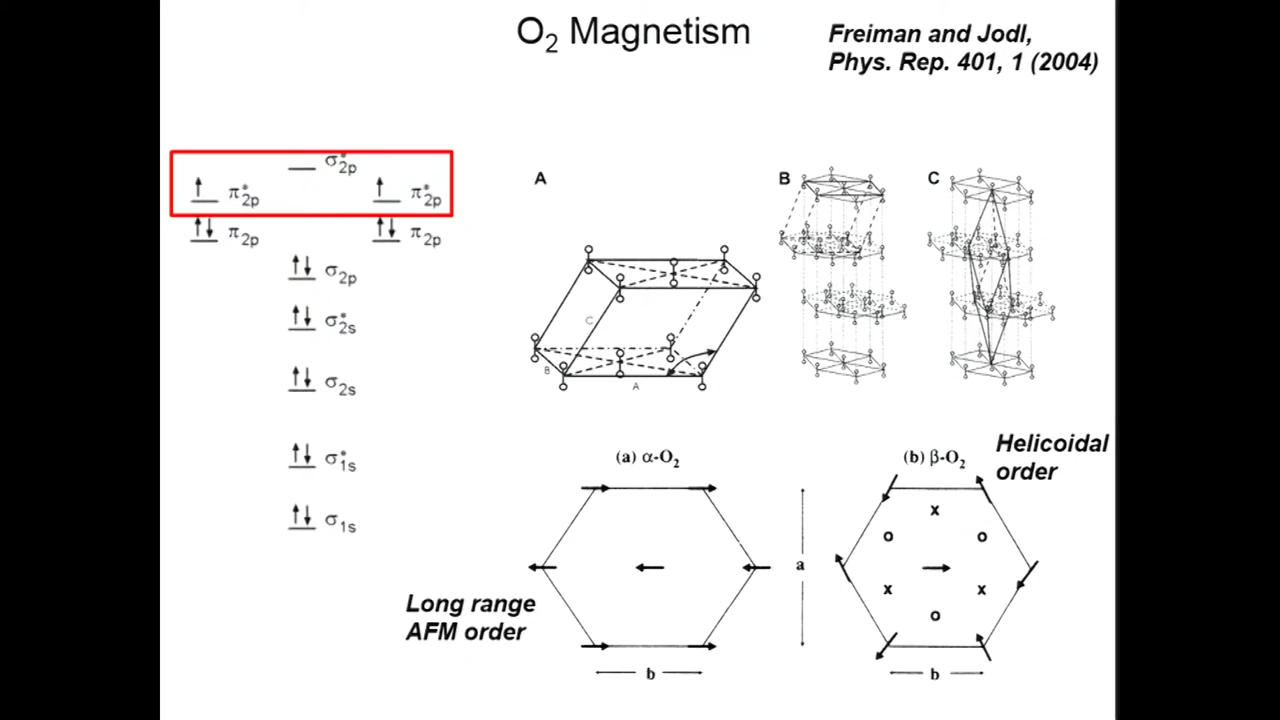 O₂ Magnetism
Freiman and Jodl,
Phys. Rep. 401, 1 (2004)
σ*2p
π*2p
π*2p
π2p
π2p
σ2p
σ*2s
σ2s
σ*1s
σ1s
A
B
C
C
B
A
(a) α-O₂
(b) β-O₂
Helicoidal
order
x
o
o
a
x
x
o
Long range
AFM order
b
b